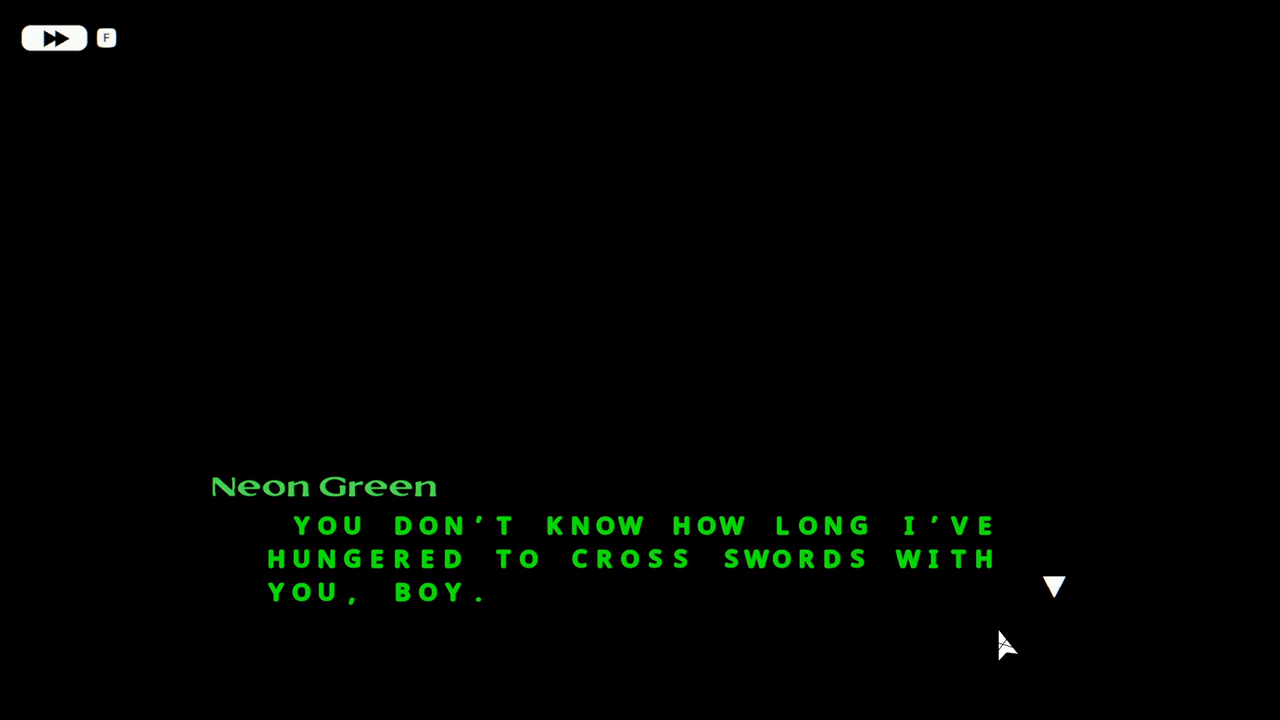 F
Neon Green
YOU DON'T KNOW HOW LONG I'VE
HUNGERED TO CROSS SWORDS WITH
YOU, BOY.